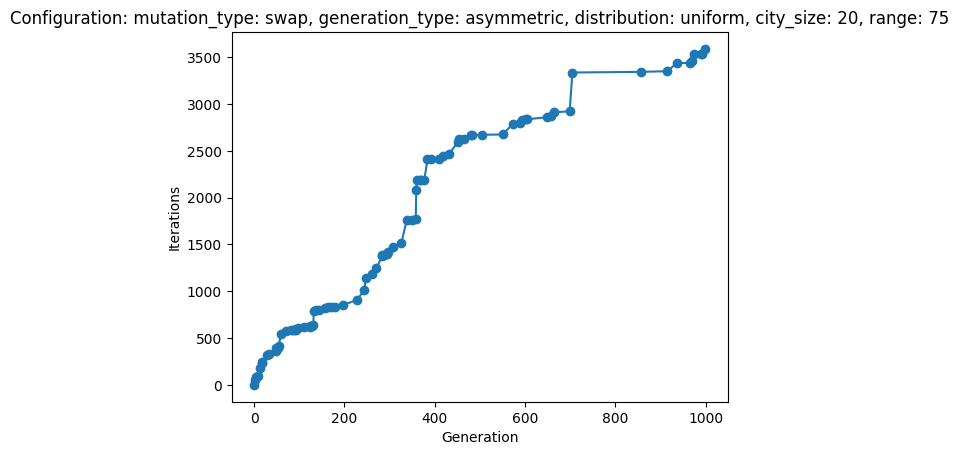 Configuration: mutation_type: swap, generation_type: asymmetric, distribution: uniform, city_size: 20, range: 75
3500
3000
2500
2000
1500
1000
500
0
Iterations
0 200 400 600 800 1000
Generation